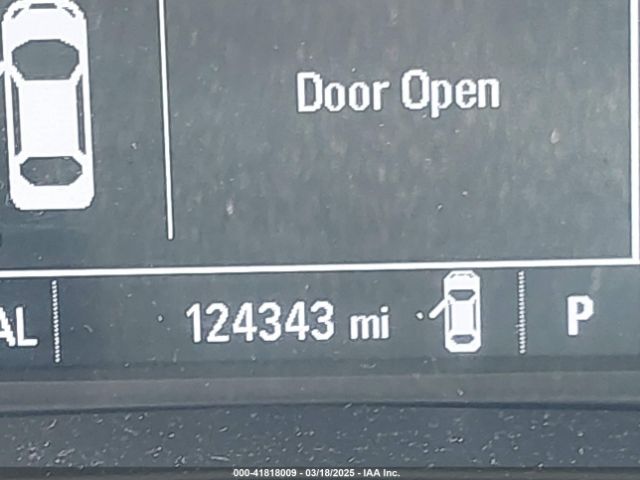 Door Open
AL
124343 mi
P
000-41818009 - 03/18/2025 - IAA Inc.